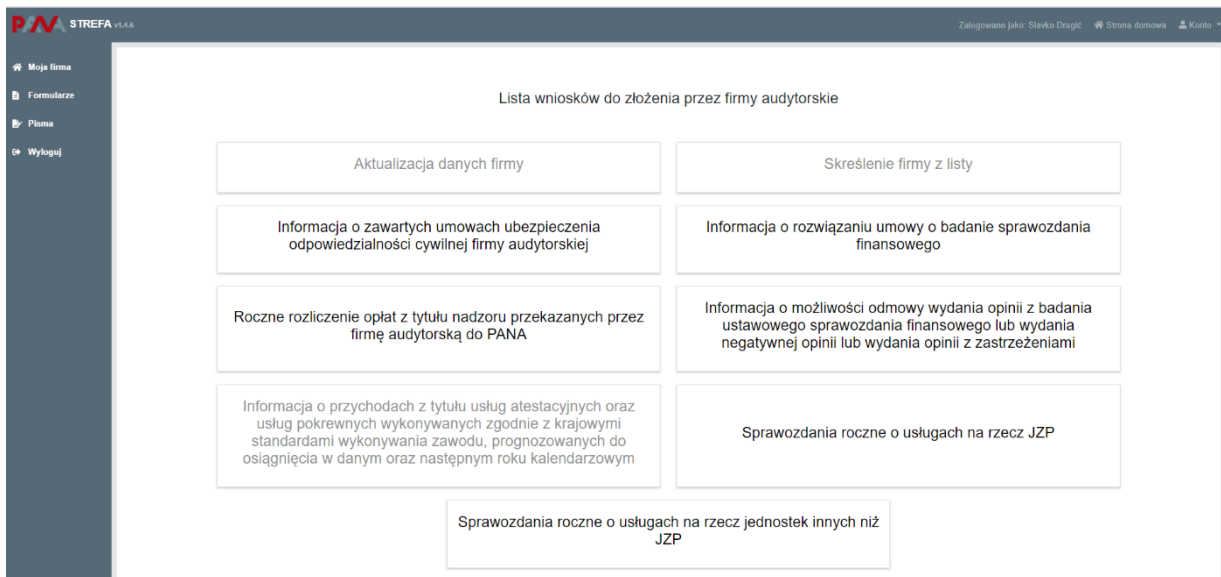 PANA STREFA v1.4.6
Zalogowano jako: Slavko Dragić Strona domowa Konto
Moja firma
Formularze
Pisma
Wyloguj
Lista wniosków do złożenia przez firmy audytorskie
Aktualizacja danych firmy
Skreślenie firmy z listy
Informacja o zawartych umowach ubezpieczenia
odpowiedzialności cywilnej firmy audytorskiej
Informacja o rozwiązaniu umowy o badanie sprawozdania
finansowego
Roczne rozliczenie opłat z tytułu nadzoru przekazanych przez
firmę audytorską do PANA
Informacja o możliwości odmowy wydania opinii z badania
ustawowego sprawozdania finansowego lub wydania
negatywnej opinii lub wydania opinii z zastrzeżeniami
Informacja o przychodach z tytułu usług atestacyjnych oraz
usług pokrewnych wykonywanych zgodnie z krajowymi
standardami wykonywania zawodu, prognozowanych do
osiągnięcia w danym oraz następnym roku kalendarzowym
Sprawozdania roczne o usługach na rzecz JZP
Sprawozdania roczne o usługach na rzecz jednostek innych niż
JZP